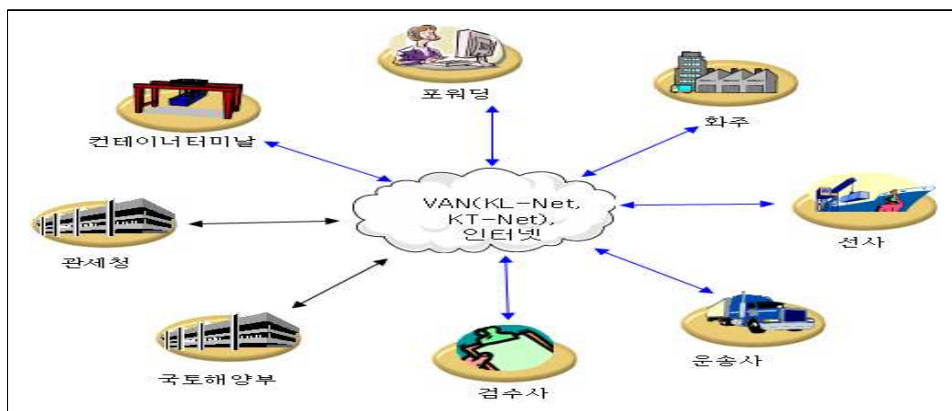 포워딩
화주
컨테이너터미날
VAN(KL-Net,
KT-Net),
인터넷
선사
관세청
운송사
국토해양부
검수사